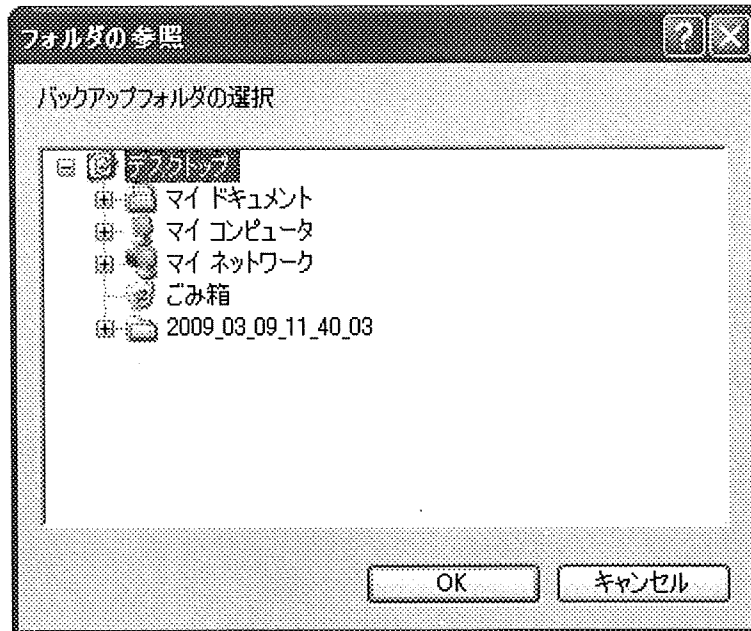 フォルダの参照
バックアップフォルダの選択
デスクトップ
マイ ドキュメント
マイ コンピュータ
マイ ネットワーク
ごみ箱
2009_03_09_11_40_03
OK
キャンセル